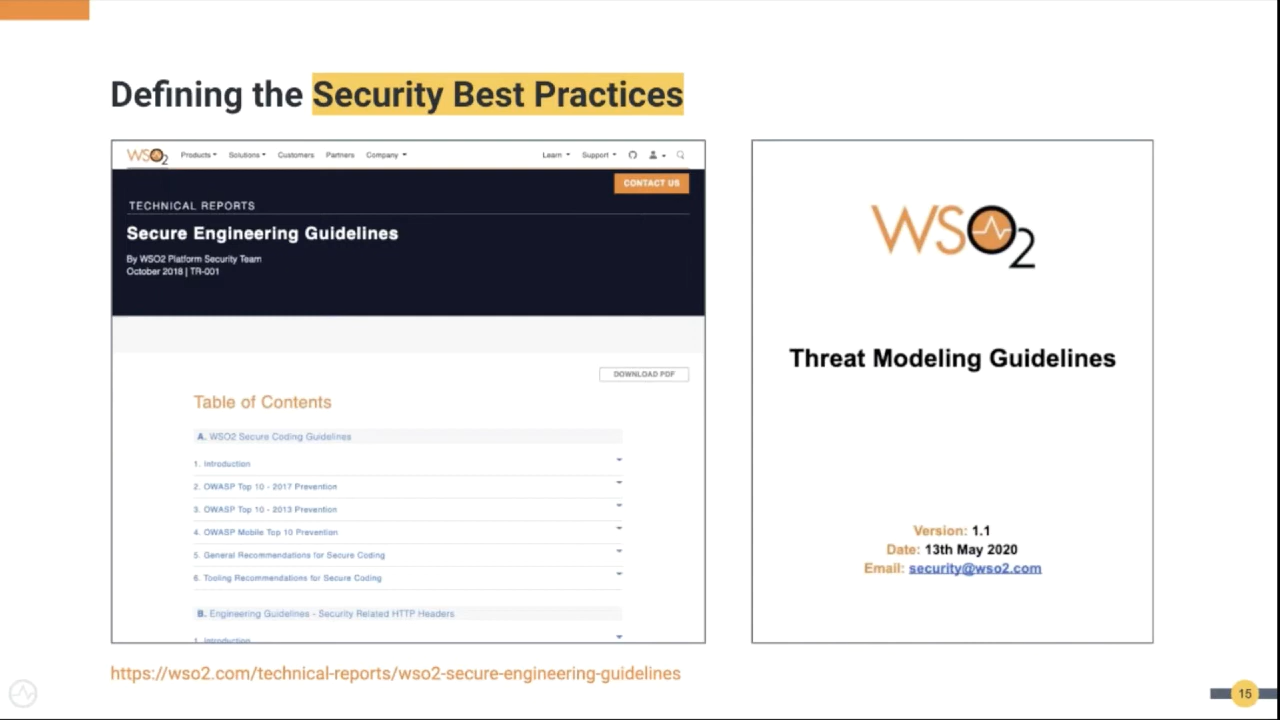 Defining the Security Best Practices
WSO2 Products Solutions Customers Partners Company Learn Support
CONTACT US
TECHNICAL REPORTS
Secure Engineering Guidelines
By WSO2 Platform Security Team
October 2018 | TR-001
DOWNLOAD PDF
Table of Contents
A. WSO2 Secure Coding Guidelines
1. Introduction
2. OWASP Top 10 - 2017 Prevention
3. OWASP Top 10 - 2013 Prevention
4. OWASP Mobile Top 10 Prevention
5. General Recommendations for Secure Coding
6. Tooling Recommendations for Secure Coding
B. Engineering Guidelines - Security Related HTTP Headers
1. Introduction
WSO2
Threat Modeling Guidelines
Version: 1.1
Date: 13th May 2020
Email: security@wso2.com
https://wso2.com/technical-reports/wso2-secure-engineering-guidelines
15